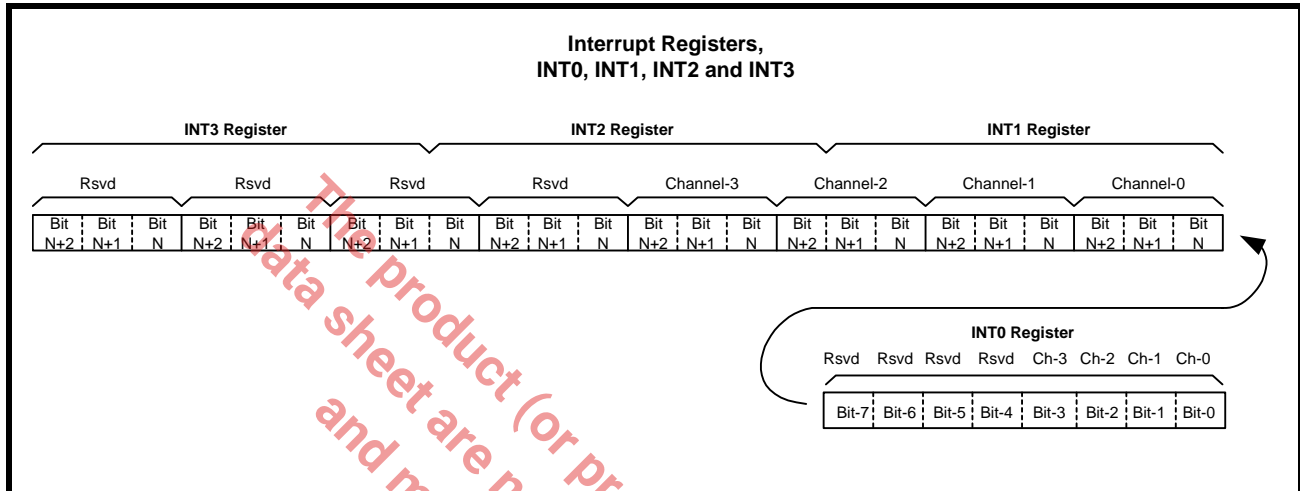 Interrupt Registers,
INT0, INT1, INT2 and INT3
INT3 Register INT2 Register INT1 Register
Rsvd Rsvd Rsvd Rsvd Channel-3 Channel-2 Channel-1 Channel-0
Bit Bit Bit Bit Bit Bit Bit Bit Bit Bit Bit Bit Bit Bit Bit Bit Bit Bit Bit Bit Bit Bit Bit Bit
N+2 N+1 N N+2 N+1 N N+2 N+1 N N+2 N+1 N N+2 N+1 N N+2 N+1 N N+2 N+1 N N+2 N+1 N
INT0 Register
Rsvd Rsvd Rsvd Rsvd Ch-3 Ch-2 Ch-1 Ch-0
Bit-7 Bit-6 Bit-5 Bit-4 Bit-3 Bit-2 Bit-1 Bit-0
The product (or pr
data sheet are n
and m